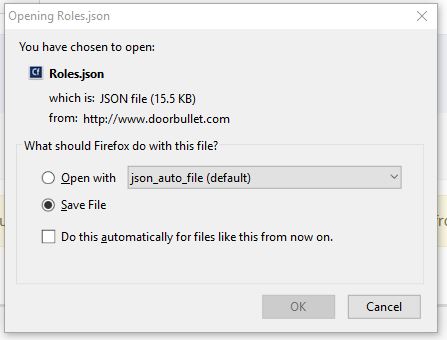 Opening Roles.json
You have chosen to open:
Cf Roles.json
which is: JSON file (15.5 KB)
from: http://www.doorbullet.com
What should Firefox do with this file?
Open with json_auto_file (default)
Save File
Do this automatically for files like this from now on.
OK Cancel